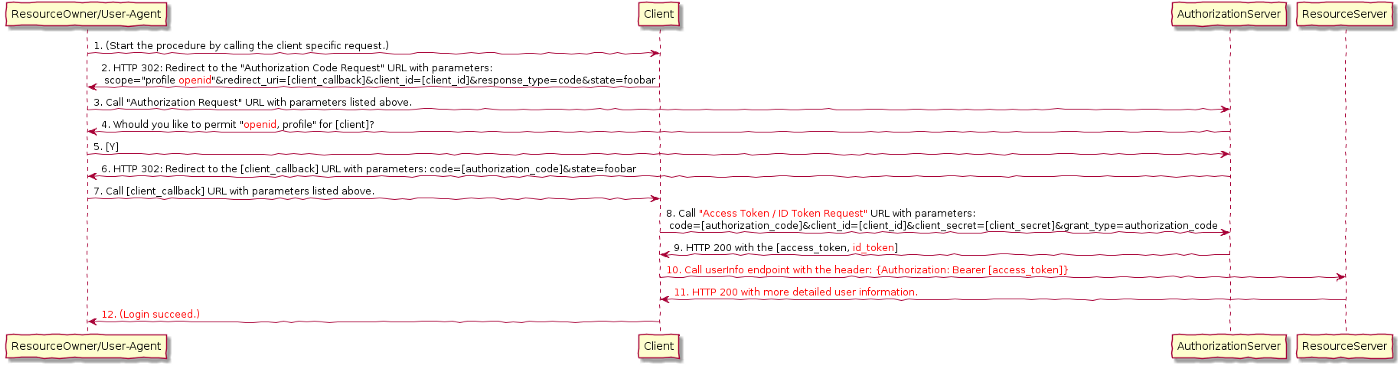 ResourceOwner/User-Agent
Client
AuthorizationServer
ResourceServer
1. (Start the procedure by calling the client specific request.)
2. HTTP 302: Redirect to the "Authorization Code Request" URL with parameters:
scope="profile openid"&redirect_uri=[client_callback]&client_id=[client_id]&response_type=code&state=foobar
3. Call "Authorization Request" URL with parameters listed above.
4. Whould you like to permit "openid, profile" for [client]?
5. [Y]
6. HTTP 302: Redirect to the [client_callback] URL with parameters: code=[authorization_code]&state=foobar
7. Call [client_callback] URL with parameters listed above.
8. Call "Access Token / ID Token Request" URL with parameters:
code=[authorization_code]&client_id=[client_id]&client_secret=[client_secret]&grant_type=authorization_code
9. HTTP 200 with the [access_token, id_token]
10. Call userInfo endpoint with the header: {Authorization: Bearer [access_token]}
11. HTTP 200 with more detailed user information.
12. (Login succeed.)
ResourceOwner/User-Agent
Client
AuthorizationServer
ResourceServer